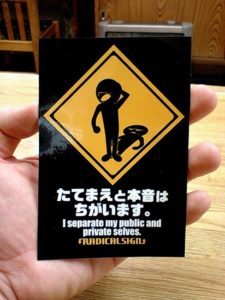 たてまえと本音は
ちがいます。
I separate my public and
private selves.
『RADICALSIGN』